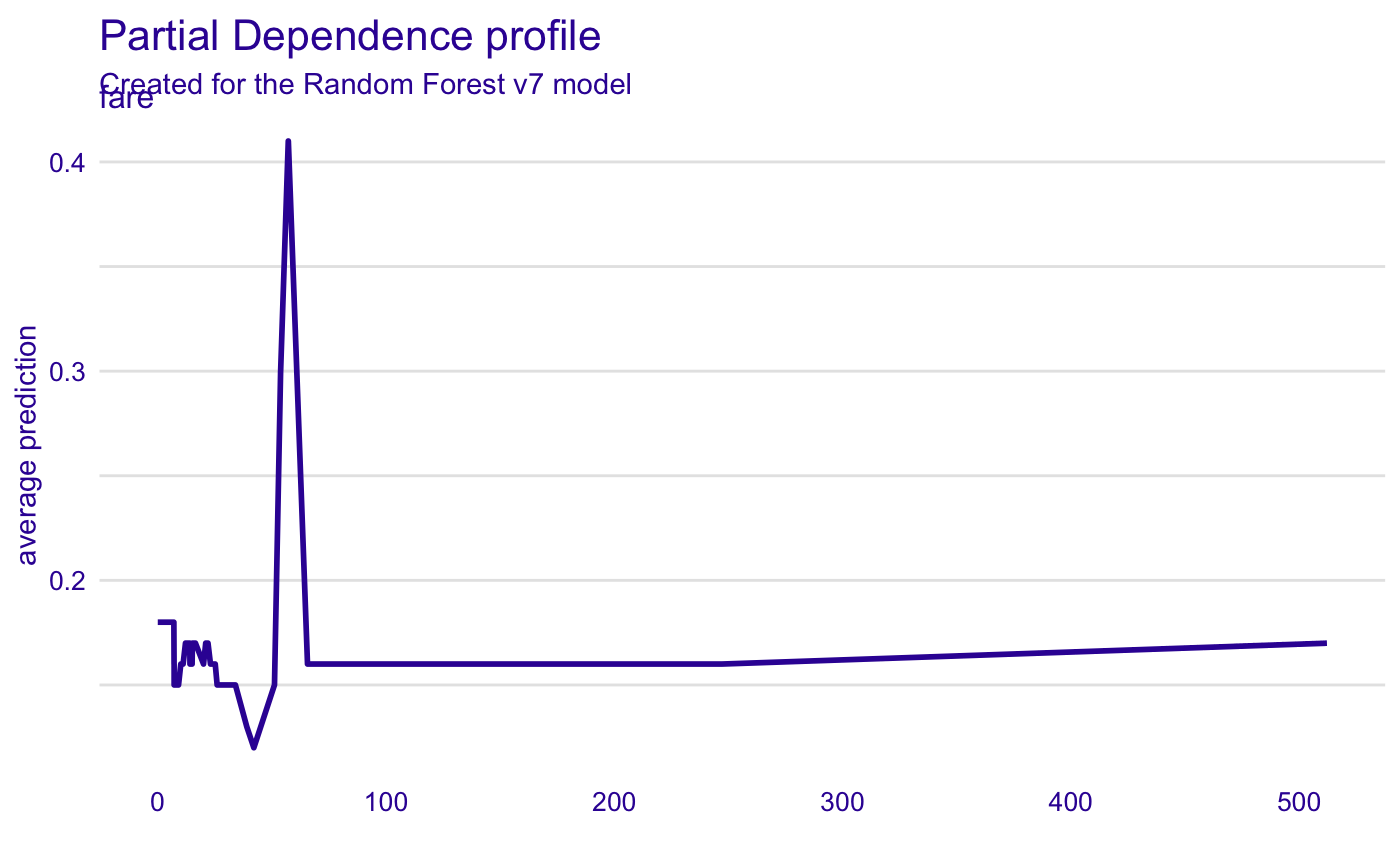 Partial Dependence profile
Created for the Random Forest v7 model
fare
0.4
0.3
0.2
average prediction
0 100 200 300 400 500